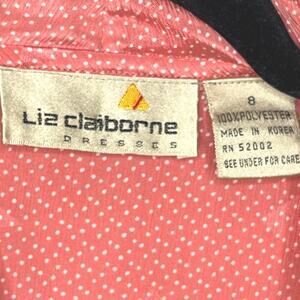 Liz claiborne
DRESSES
8
100% POLYESTER
MADE IN KOREA
RN 52002
SEE UNDER FOR CARE